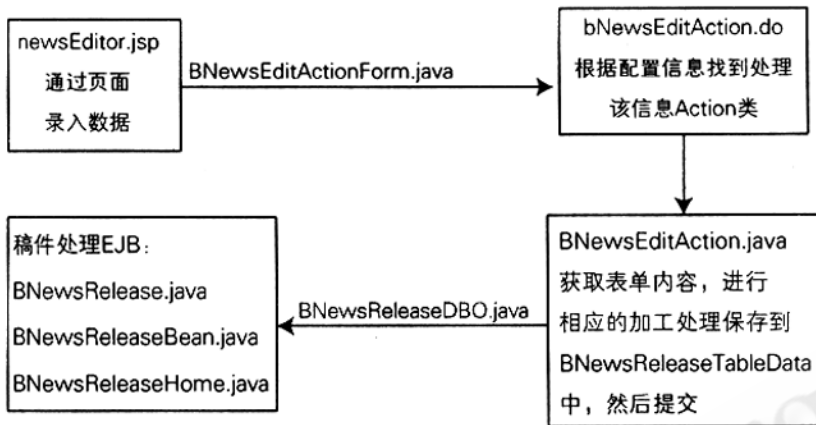 newsEditor.jsp
通过页面
录入数据
BNewsEditActionForm.java
bNewsEditAction.do
根据配置信息找到处理
该信息Action类
BNewsEditAction.java
获取表单内容，进行
相应的加工处理保存到
BNewsReleaseTableData
中，然后提交
BNewsReleaseDBO.java
稿件处理EJB：
BNewsRelease.java
BNewsReleaseBean.java
BNewsReleaseHome.java